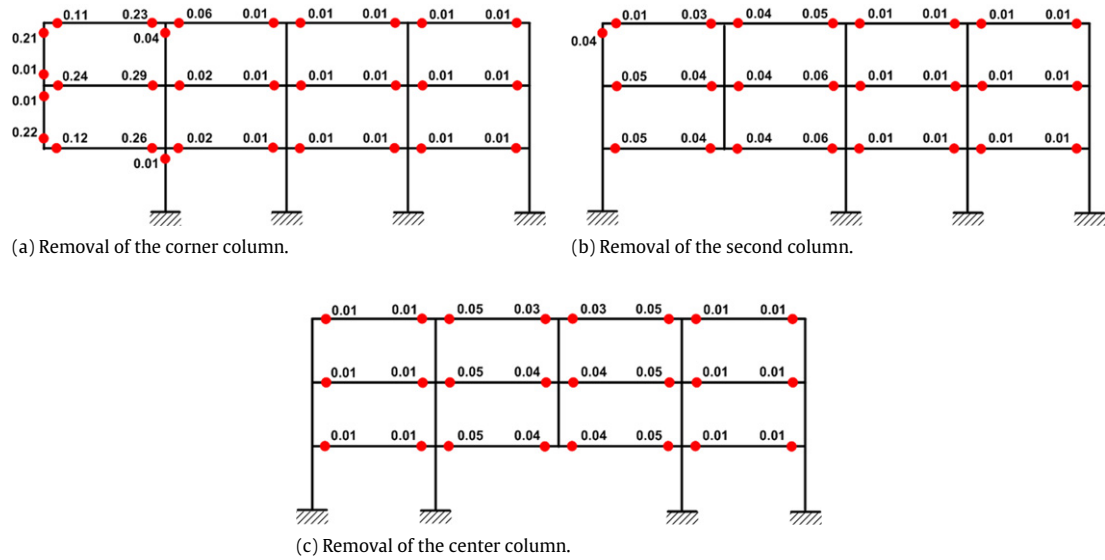 0.11 0.23 0.06 0.01 0.01 0.01 0.01 0.01
0.21 0.04
0.01
0.24 0.29 0.02 0.01 0.01 0.01 0.01 0.01
0.01
0.22
0.12 0.26 0.02 0.01 0.01 0.01 0.01 0.01
0.01
(a) Removal of the corner column.
0.01 0.03 0.04 0.05 0.01 0.01 0.01 0.01
0.04
0.05 0.04 0.04 0.06 0.01 0.01 0.01 0.01
0.05 0.04 0.04 0.06 0.01 0.01 0.01 0.01
(b) Removal of the second column.
0.01 0.01 0.05 0.03 0.03 0.05 0.01 0.01
0.01 0.01 0.05 0.04 0.04 0.05 0.01 0.01
0.01 0.01 0.05 0.04 0.04 0.05 0.01 0.01
(c) Removal of the center column.